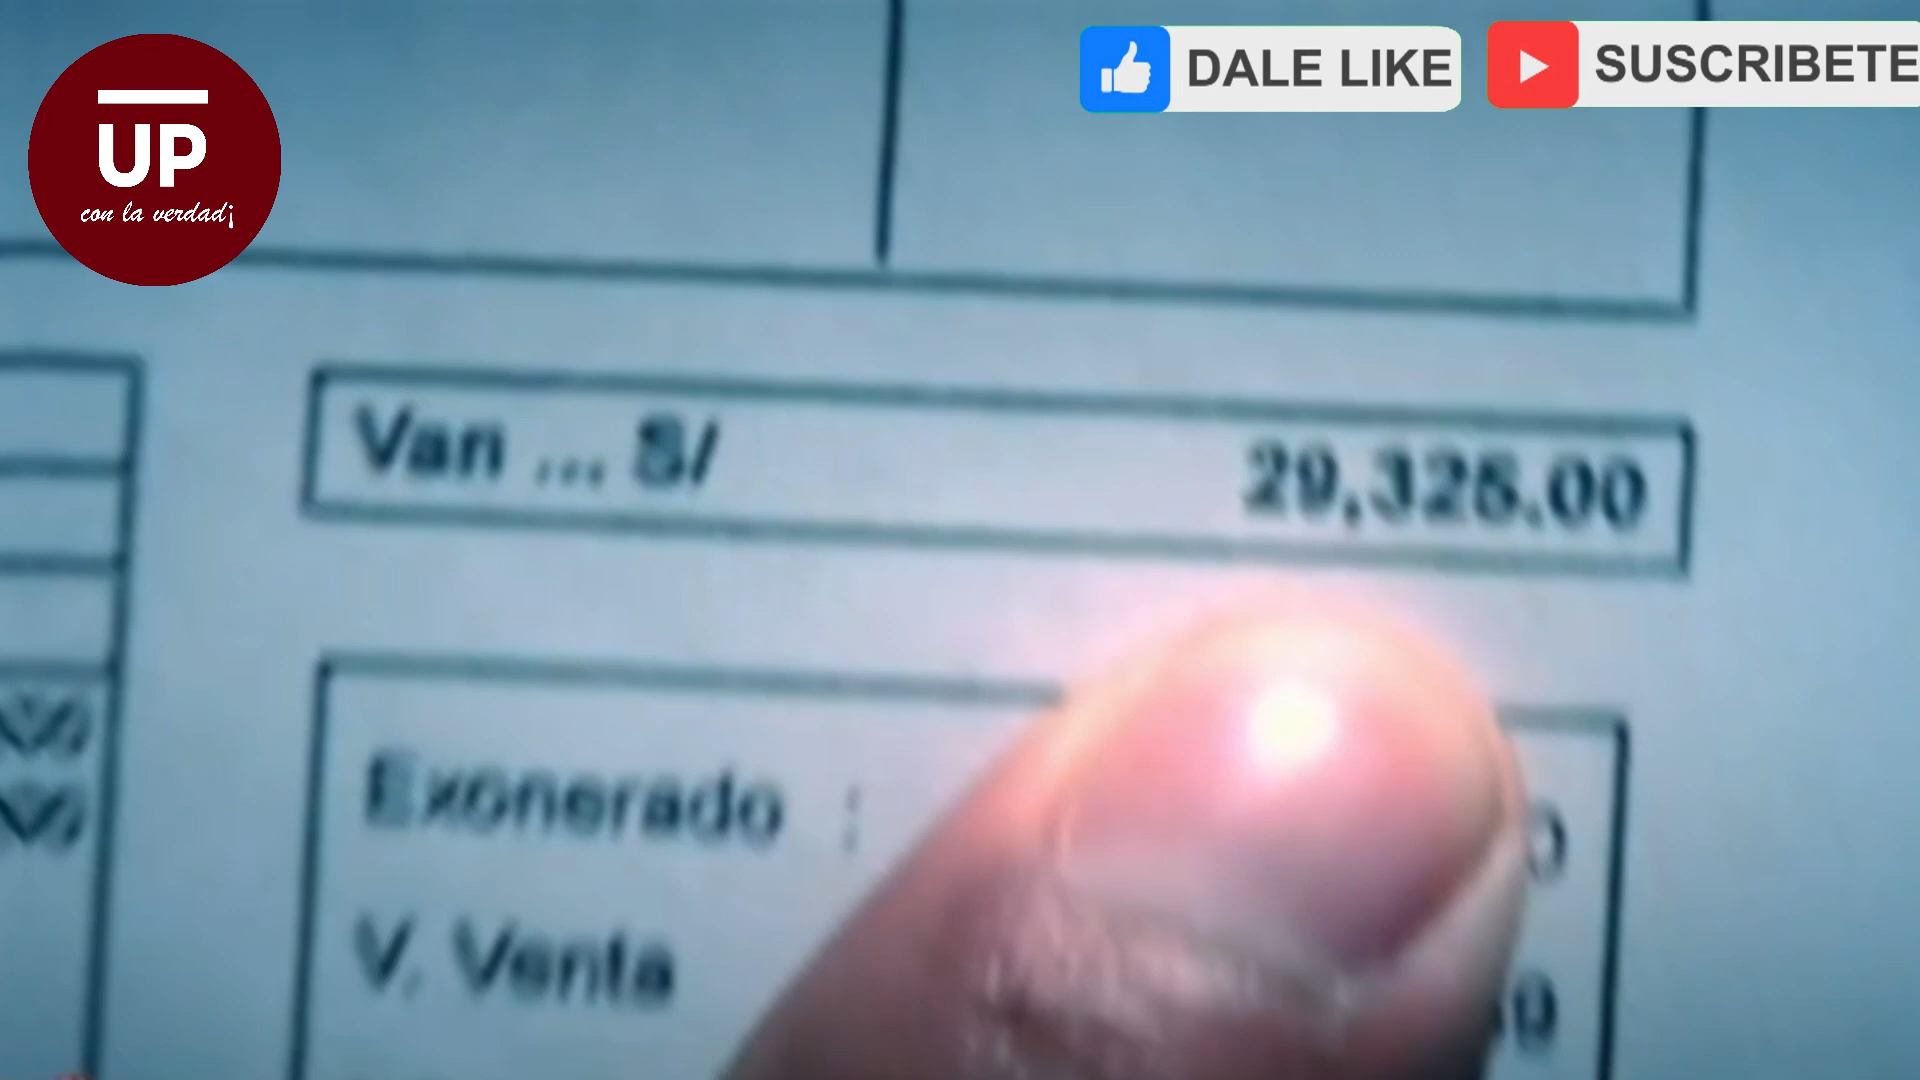 UP
con la verdad¡
DALE LIKE
SUSCRIBETE
Van ... S/ 29,326.00
Exonerado :
V. Venta